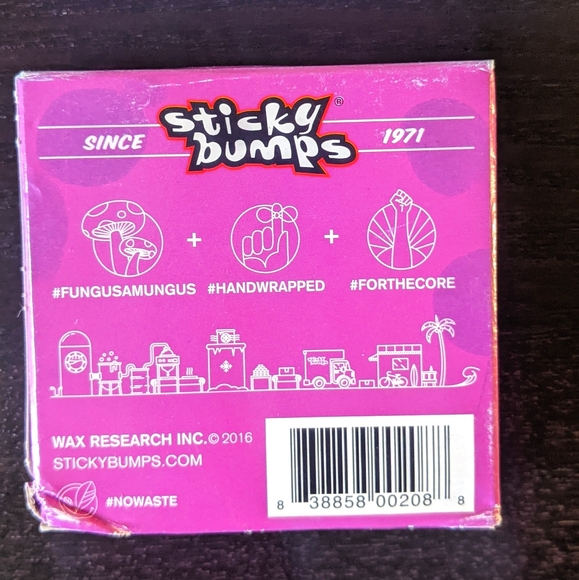 SINCE
sticky
bumps®
1971
#FUNGUSAMUNGUS + #HANDWRAPPED + #FORTHECORE
WAX RESEARCH INC.© 2016
STICKYBUMPS.COM
#NOWASTE
8 38858 00208 8